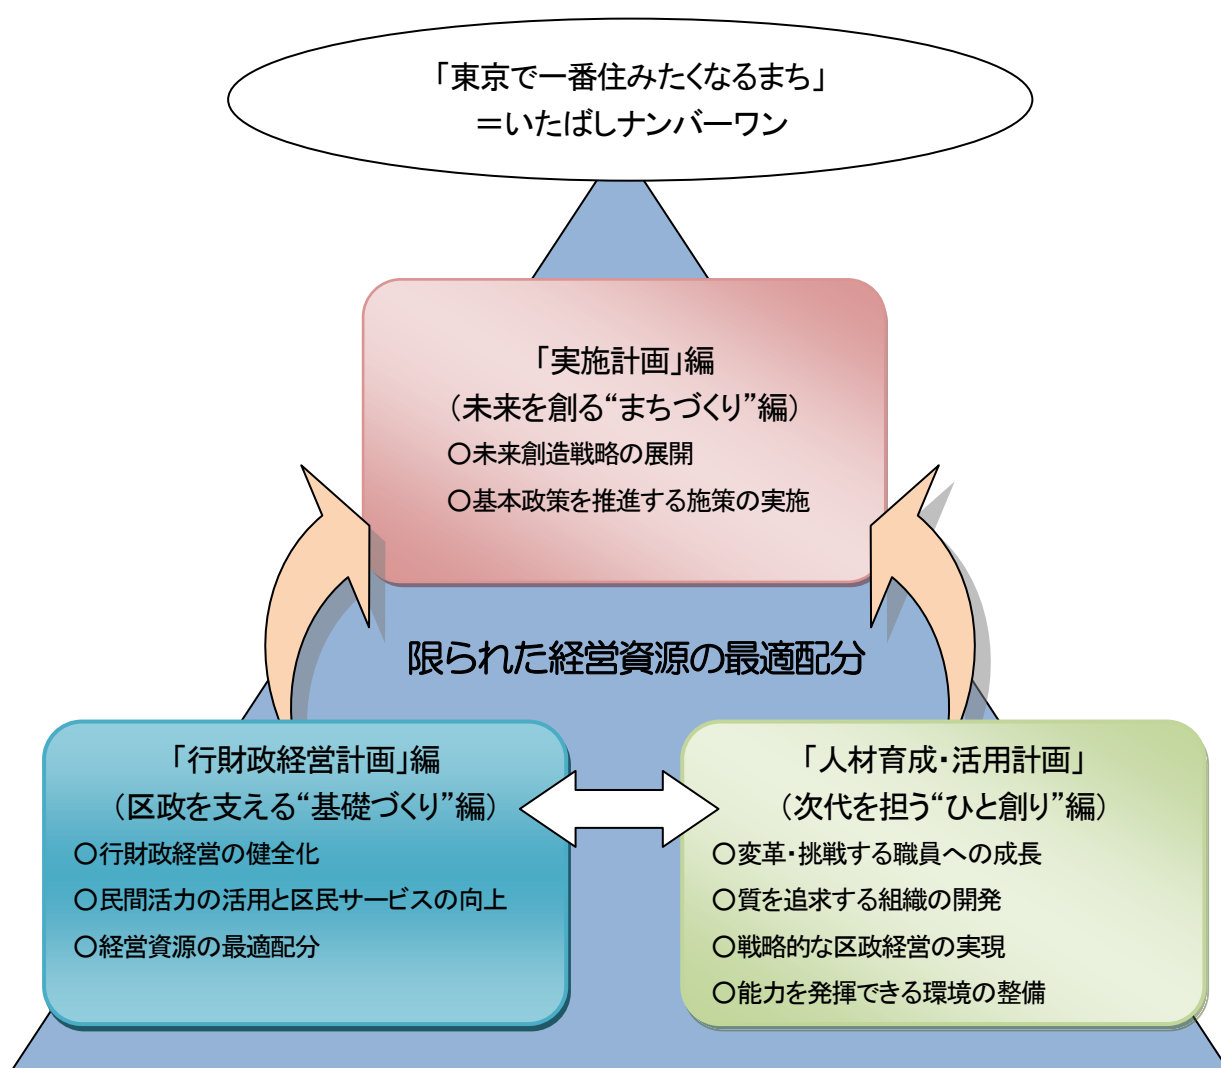 「東京で一番住みたくなるまち」
＝いたばしナンバーワン
「実施計画」編
（未来を創る“まちづくり”編）
○未来創造戦略の展開
○基本政策を推進する施策の実施
限られた経営資源の最適配分
「行財政経営計画」編
（区政を支える“基礎づくり”編）
○行財政経営の健全化
○民間活力の活用と区民サービスの向上
○経営資源の最適配分
「人材育成・活用計画」
（次代を担う“ひと創り”編）
○変革・挑戦する職員への成長
○質を追求する組織の開発
○戦略的な区政経営の実現
○能力を発揮できる環境の整備